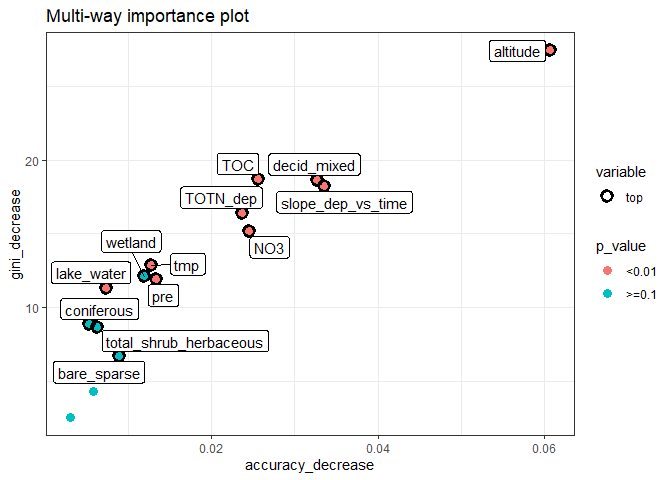 Multi-way importance plot
altitude
TOC
decid_mixed
TOTN_dep
slope_dep_vs_time
NO3
wetland
tmp
lake_water
pre
coniferous
total_shrub_herbaceous
bare_sparse
20
10
gini_decrease
0.02
0.04
0.06
accuracy_decrease
variable
top
p_value
<0.01
>=0.1